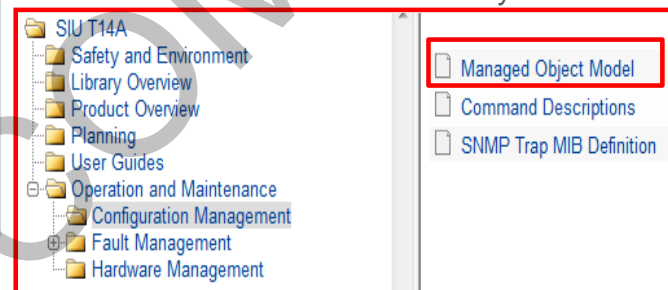 SIU T14A
Safety and Environment
Library Overview
Product Overview
Planning
User Guides
Operation and Maintenance
Configuration Management
Fault Management
Hardware Management
Managed Object Model
Command Descriptions
SNMP Trap MIB Definition